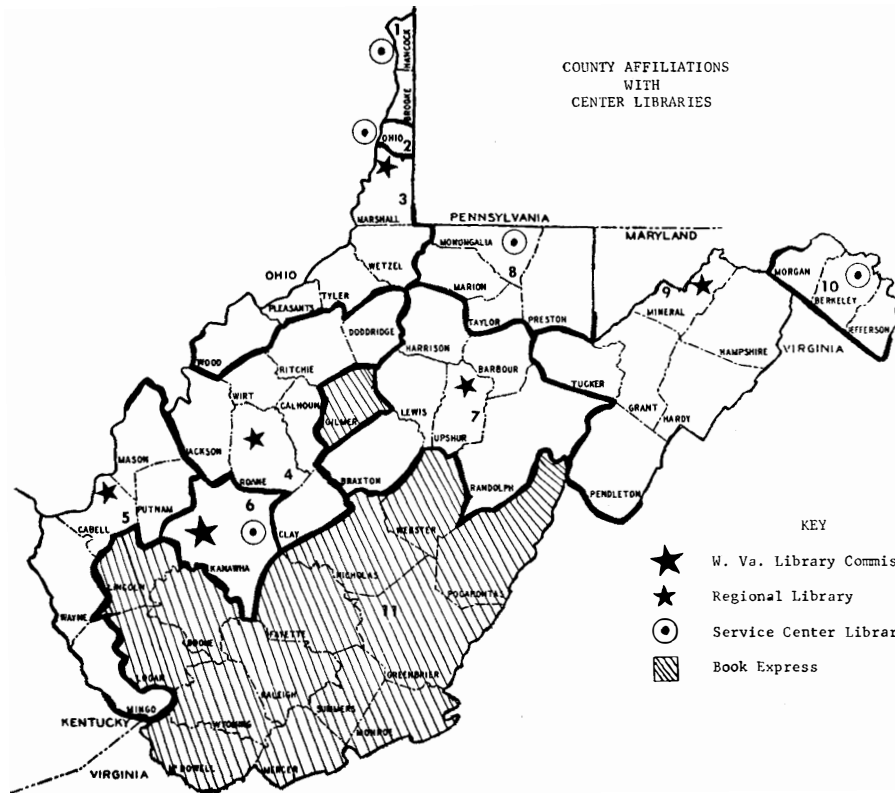 COUNTY AFFILIATIONS
WITH
CENTER LIBRARIES
1
HANCOCK
BROOKE
OHIO
2
3
MARSHALL
PENNSYLVANIA
MONONGALIA
8
MARYLAND
OHIO
WETZEL
MARION
MORGAN
10
BERKELEY
TYLER
PLEASANTS
9
MINERAL
JEFFERSON
DODDRIDGE
TAYLOR
PRESTON
HARRISON
HAMPSHIRE
VIRGINIA
WOOD
RITCHIE
BARBOUR
WIRT
CALHOUN
TUCKER
GILMER
LEWIS
7
GRANT
HARDY
UPSHUR
MASON
JACKSON
4
ROANE
BRAXTON
RANDOLPH
PENDLETON
PUTNAM
6
5
CABELL
CLAY
WEBSTER
KANAWHA
NICHOLAS
LINCOLN
POCAHONTAS
WAYNE
11
FAYETTE
BOONE
LOGAN
GREENBRIER
RALEIGH
MINGO
SUMMERS
KENTUCKY
WYOMING
MONROE
VIRGINIA
McDOWELL
MERCER
KEY
W. Va. Library Commis
Regional Library
Service Center Librar
Book Express